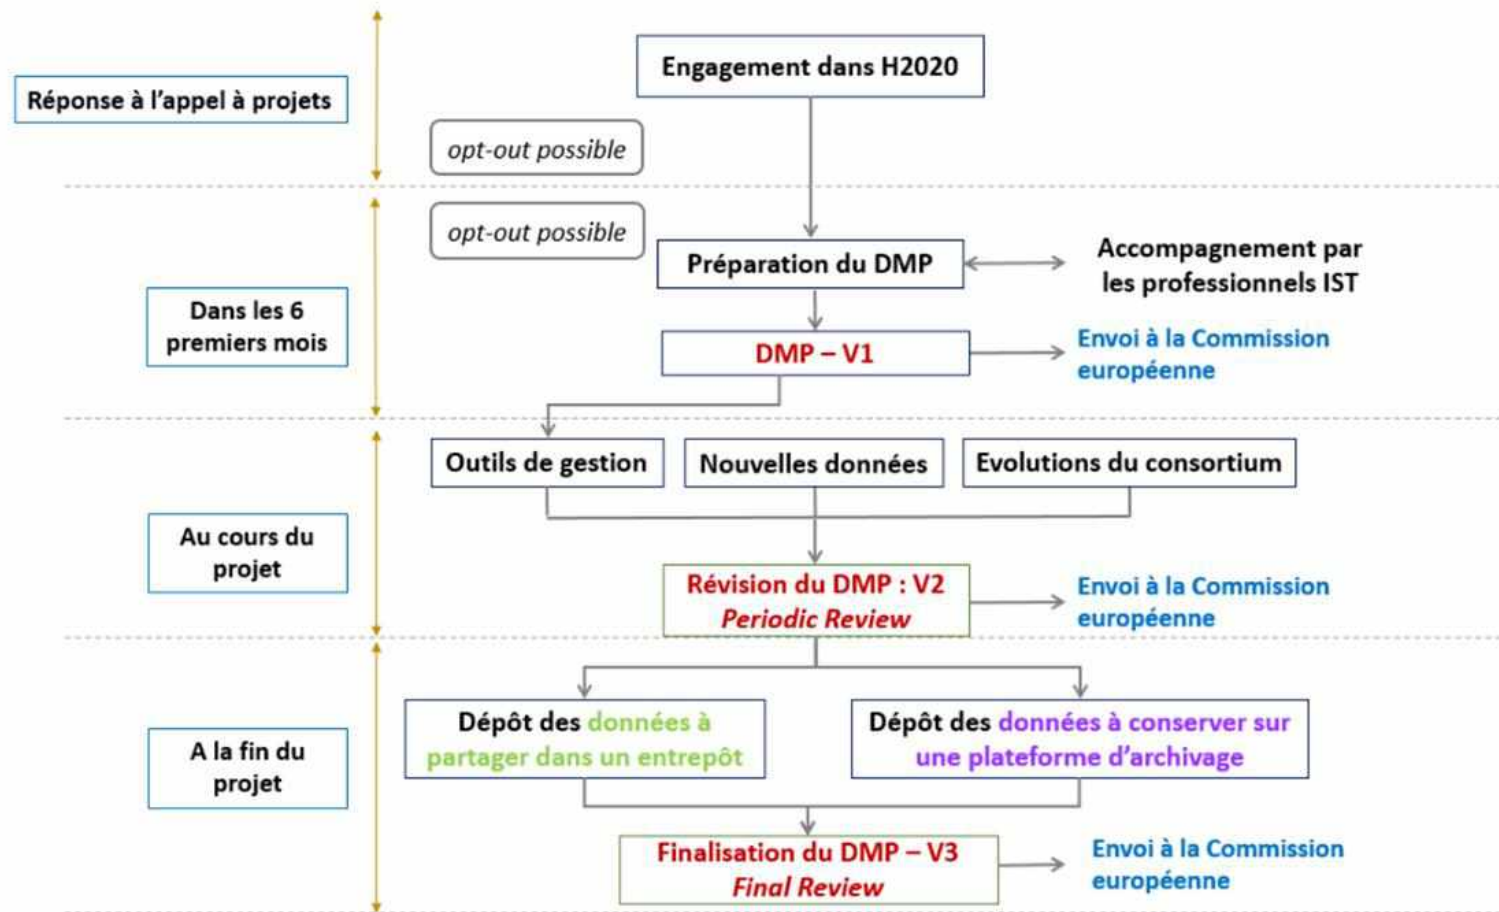 Engagement dans H2020
Réponse à l’appel à projets
opt-out possible
opt-out possible
Préparation du DMP
Accompagnement par
les professionnels IST
Dans les 6
premiers mois
DMP – V1
Envoi à la Commission
européenne
Outils de gestion
Nouvelles données
Evolutions du consortium
Au cours du
projet
Révision du DMP : V2
Periodic Review
Envoi à la Commission
européenne
A la fin du
projet
Dépôt des données à
partager dans un entrepôt
Dépôt des données à conserver sur
une plateforme d’archivage
Finalisation du DMP – V3
Final Review
Envoi à la Commission
européenne